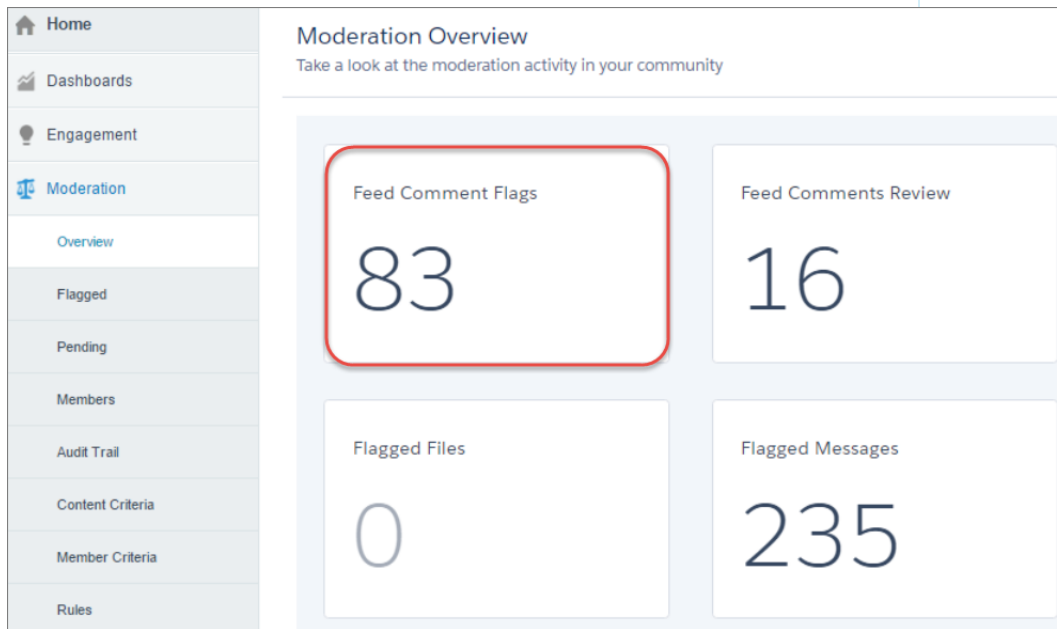 Home
Dashboards
Engagement
Moderation
Overview
Flagged
Pending
Members
Audit Trail
Content Criteria
Member Criteria
Rules
Moderation Overview
Take a look at the moderation activity in your community
Feed Comment Flags
83
Feed Comments Review
16
Flagged Files
0
Flagged Messages
235